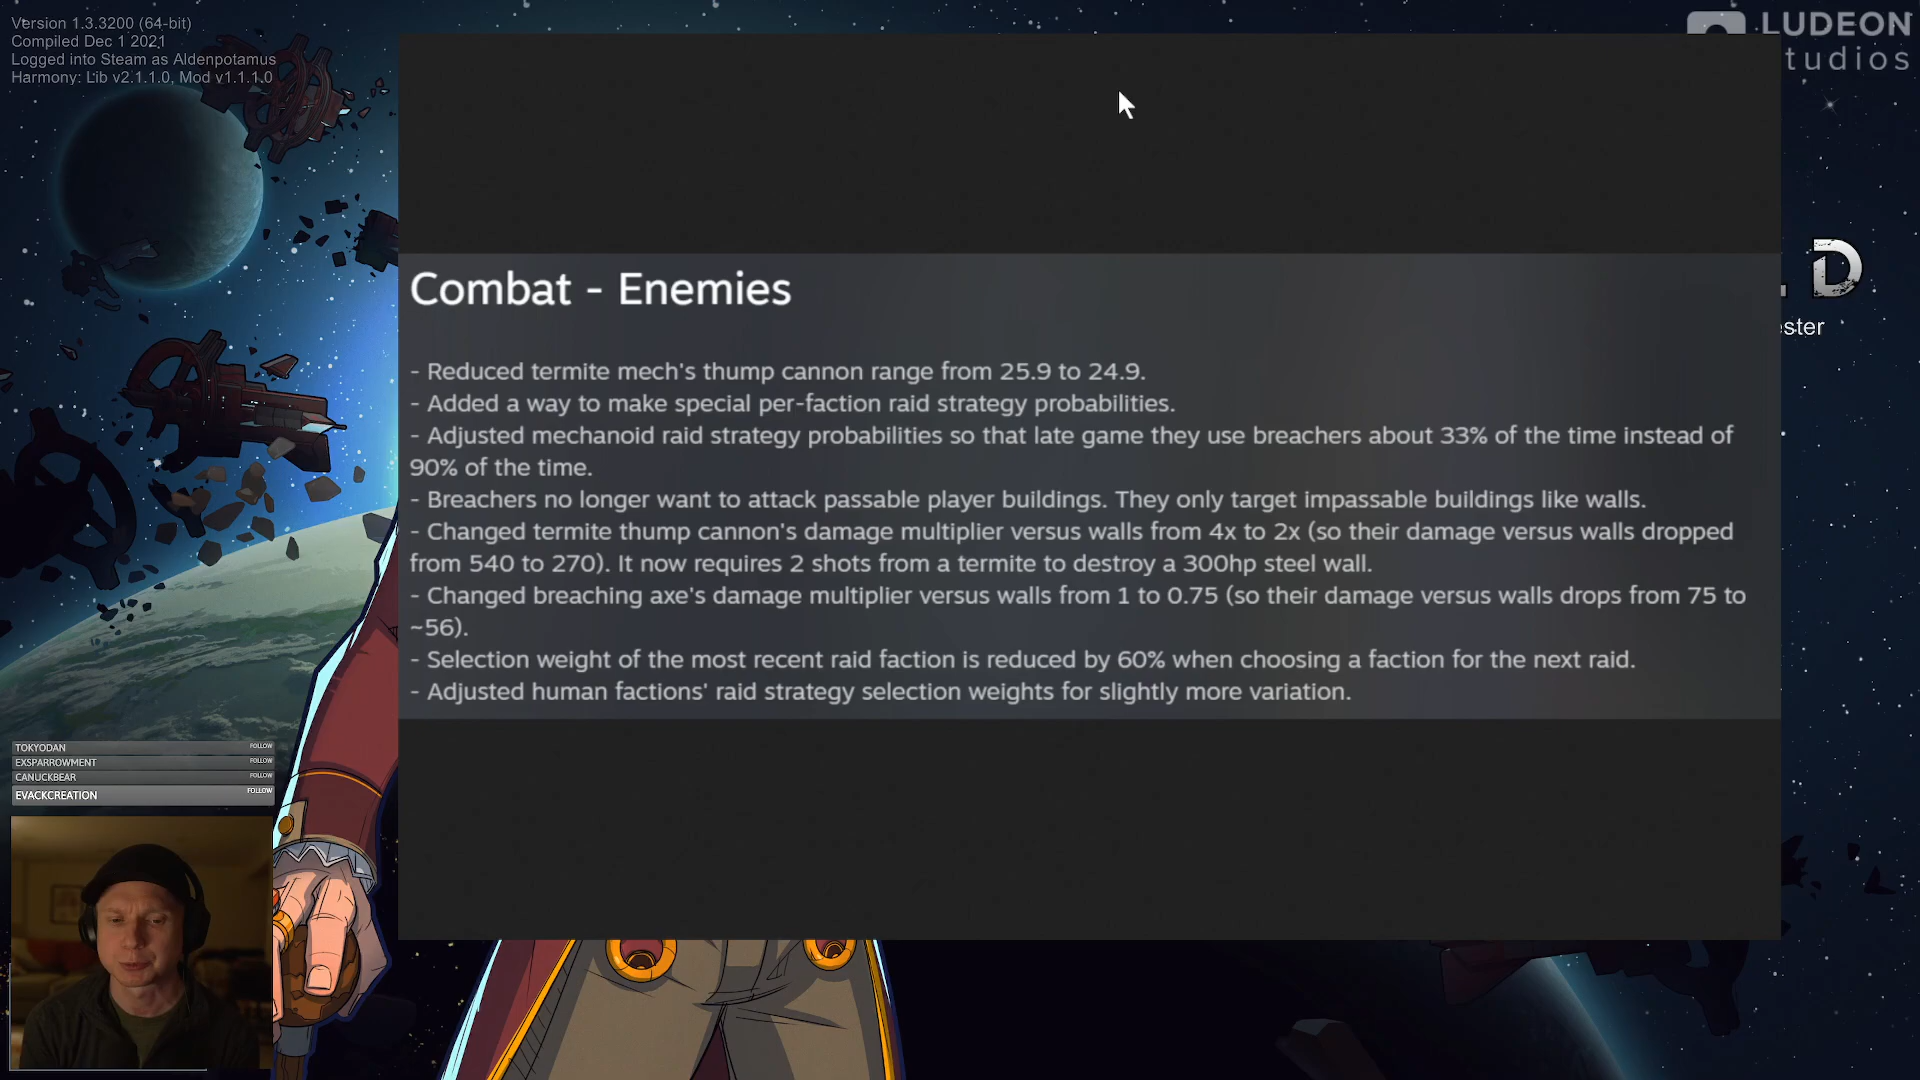 Version 1.3.3200 (64-bit)
Compiled Dec 1 2021
Logged into Steam as Aldenpotamus
Harmony: Lib v2.1.1.0, Mod v1.1.1.0
LUDEON
tudios
D
ester
Combat - Enemies
- Reduced termite mech's thump cannon range from 25.9 to 24.9.
- Added a way to make special per-faction raid strategy probabilities.
- Adjusted mechanoid raid strategy probabilities so that late game they use breachers about 33% of the time instead of
90% of the time.
- Breachers no longer want to attack passable player buildings. They only target impassable buildings like walls.
- Changed termite thump cannon's damage multiplier versus walls from 4x to 2x (so their damage versus walls dropped
from 540 to 270). It now requires 2 shots from a termite to destroy a 300hp steel wall.
- Changed breaching axe's damage multiplier versus walls from 1 to 0.75 (so their damage versus walls drops from 75 to
~56).
- Selection weight of the most recent raid faction is reduced by 60% when choosing a faction for the next raid.
- Adjusted human factions' raid strategy selection weights for slightly more variation.
TOKYODAN FOLLOW
EXSPARROWMENT FOLLOW
CANUCKBEAR FOLLOW
EVACKCREATION FOLLOW